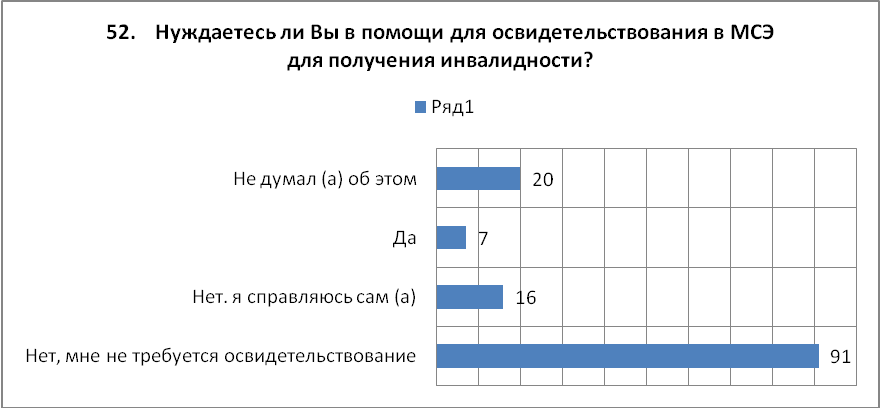 52. Нуждаетесь ли Вы в помощи для освидетельствования в МСЭ
для получения инвалидности?
Ряд1
Не думал (а) об этом 20
Да 7
Нет. я справляюсь сам (а) 16
Нет, мне не требуется освидетельствование 91